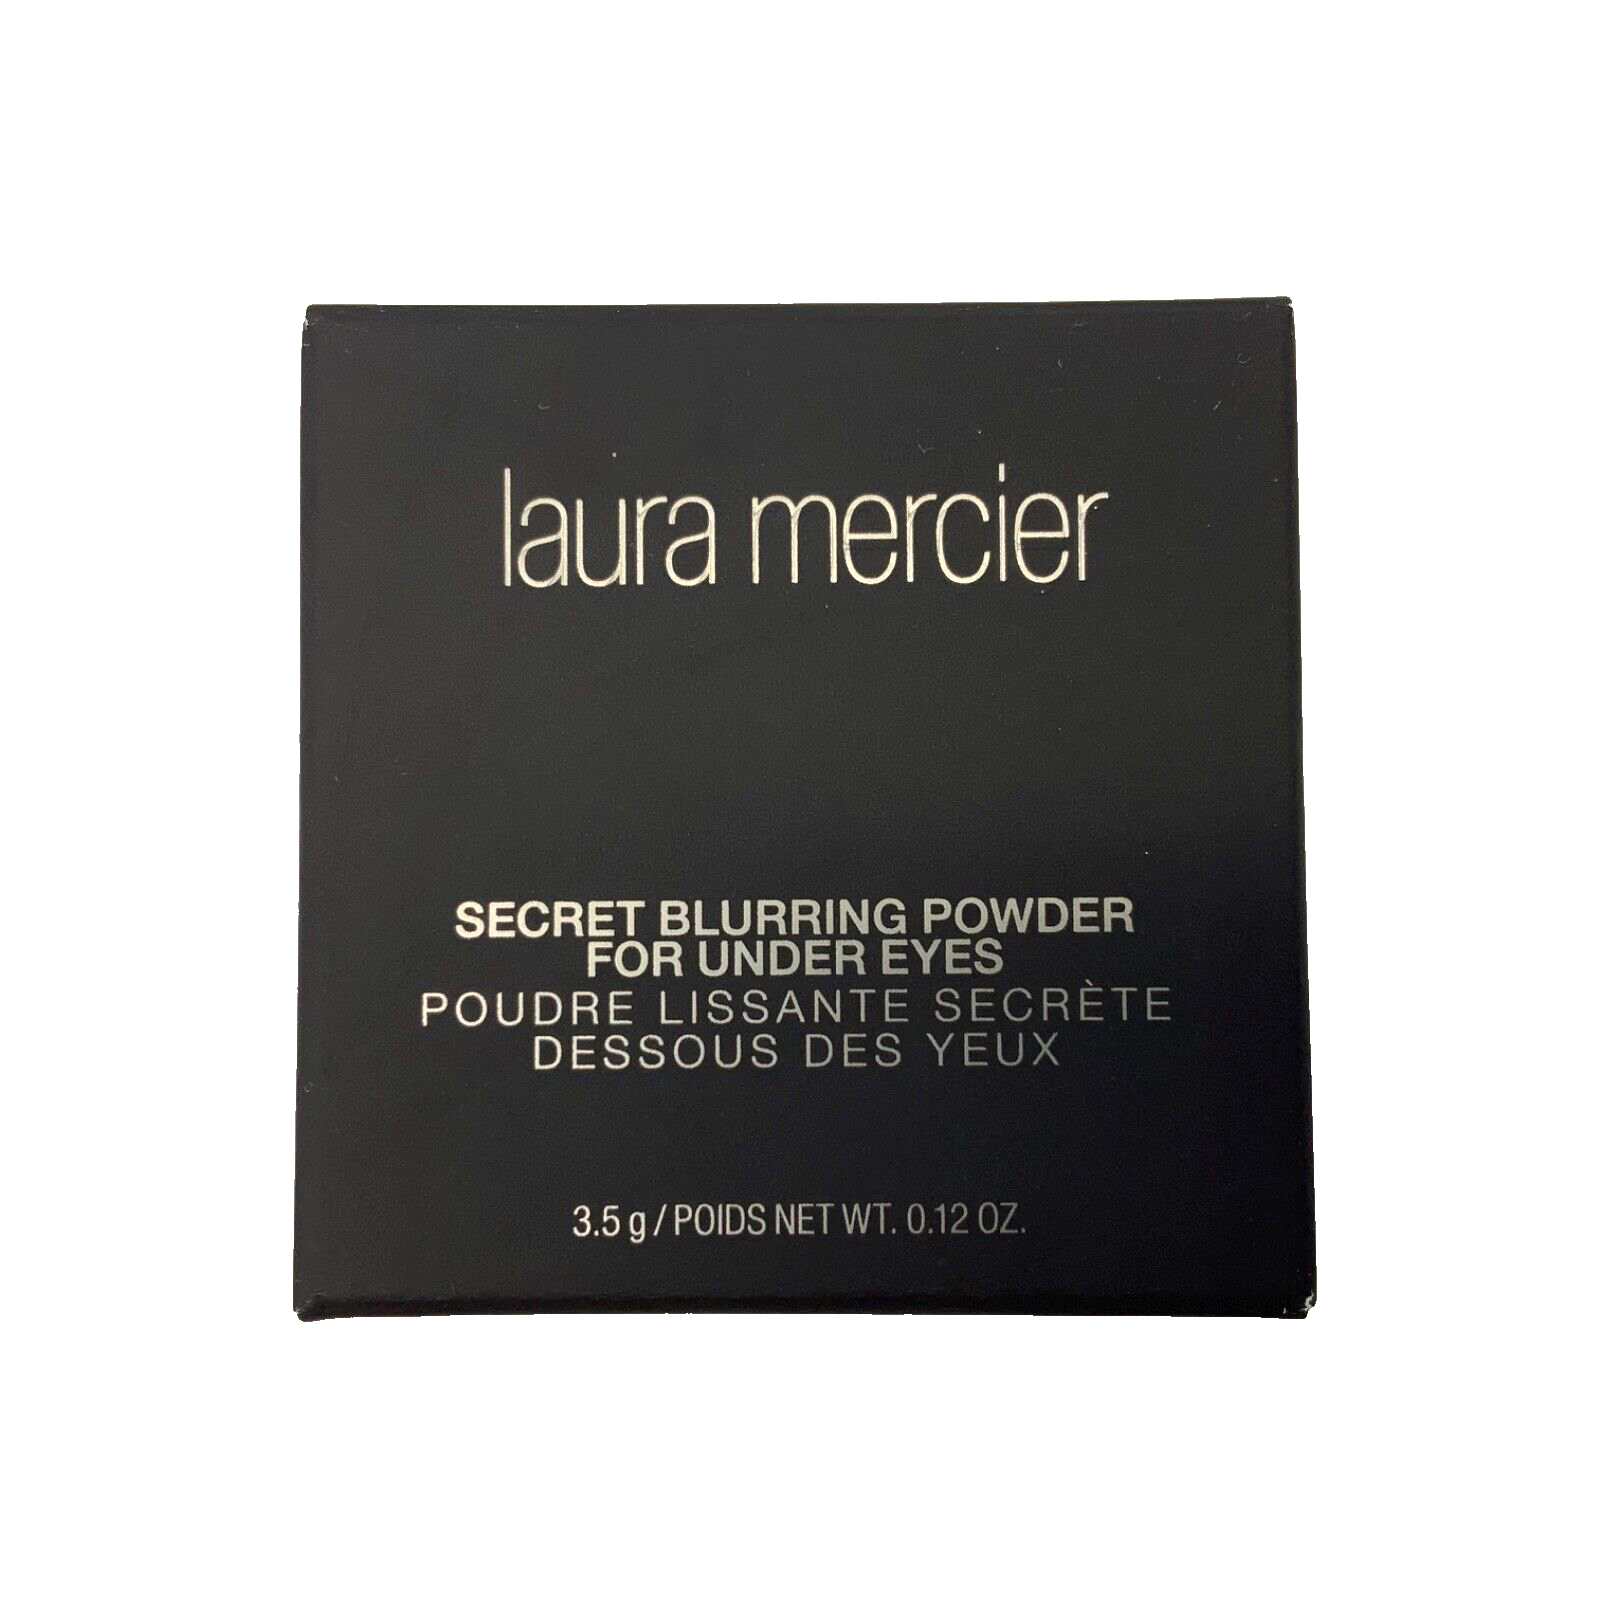 laura mercier
SECRET BLURRING POWDER
FOR UNDER EYES
POUDRE LISSANTE SECRÈTE
DESSOUS DES YEUX
3.5 g / POIDS NET WT. 0.12 OZ.